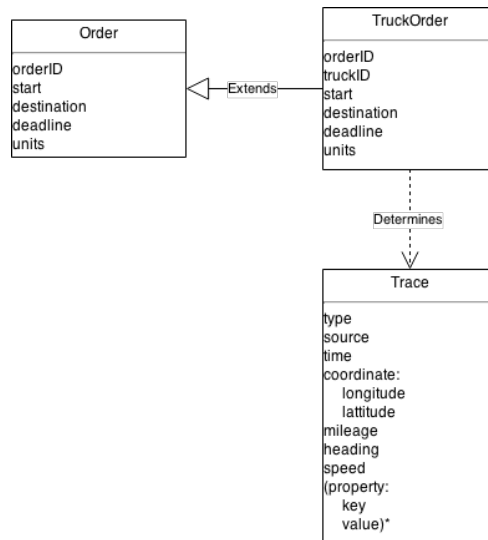 Order
orderID
start
destination
deadline
units
Extends
TruckOrder
orderID
truckID
start
destination
deadline
units
Determines
Trace
type
source
time
coordinate:
longitude
lattitude
mileage
heading
speed
(property:
key
value)*